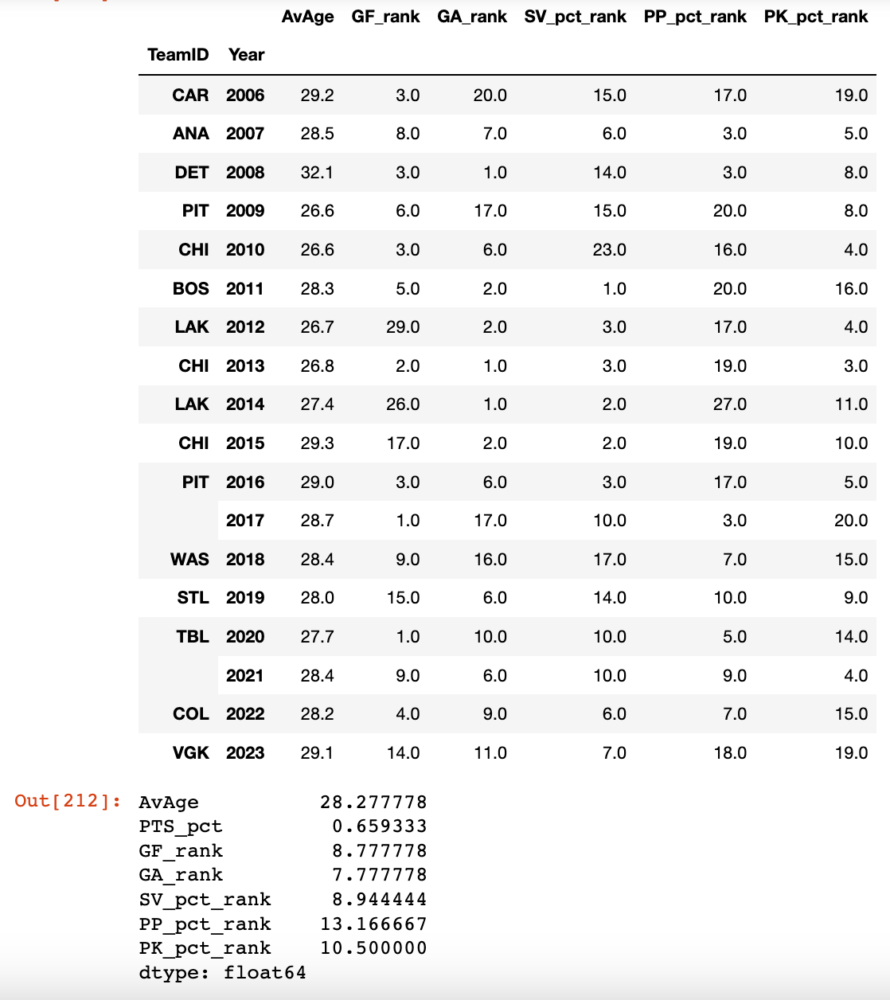 AvAge GF_rank GA_rank SV_pct_rank PP_pct_rank PK_pct_rank
TeamID Year
CAR 2006 29.2 3.0 20.0 15.0 17.0 19.0
ANA 2007 28.5 8.0 7.0 6.0 3.0 5.0
DET 2008 32.1 3.0 1.0 14.0 3.0 8.0
PIT 2009 26.6 6.0 17.0 15.0 20.0 8.0
CHI 2010 26.6 3.0 6.0 23.0 16.0 4.0
BOS 2011 28.3 5.0 2.0 1.0 20.0 16.0
LAK 2012 26.7 29.0 2.0 3.0 17.0 4.0
CHI 2013 26.8 2.0 1.0 3.0 19.0 3.0
LAK 2014 27.4 26.0 1.0 2.0 27.0 11.0
CHI 2015 29.3 17.0 2.0 2.0 19.0 10.0
PIT 2016 29.0 3.0 6.0 3.0 17.0 5.0
2017 28.7 1.0 17.0 10.0 3.0 20.0
WAS 2018 28.4 9.0 16.0 17.0 7.0 15.0
STL 2019 28.0 15.0 6.0 14.0 10.0 9.0
TBL 2020 27.7 1.0 10.0 10.0 5.0 14.0
2021 28.4 9.0 6.0 10.0 9.0 4.0
COL 2022 28.2 4.0 9.0 6.0 7.0 15.0
VGK 2023 29.1 14.0 11.0 7.0 18.0 19.0
Out[212]: AvAge 28.277778
PTS_pct 0.659333
GF_rank 8.777778
GA_rank 7.777778
SV_pct_rank 8.944444
PP_pct_rank 13.166667
PK_pct_rank 10.500000
dtype: float64